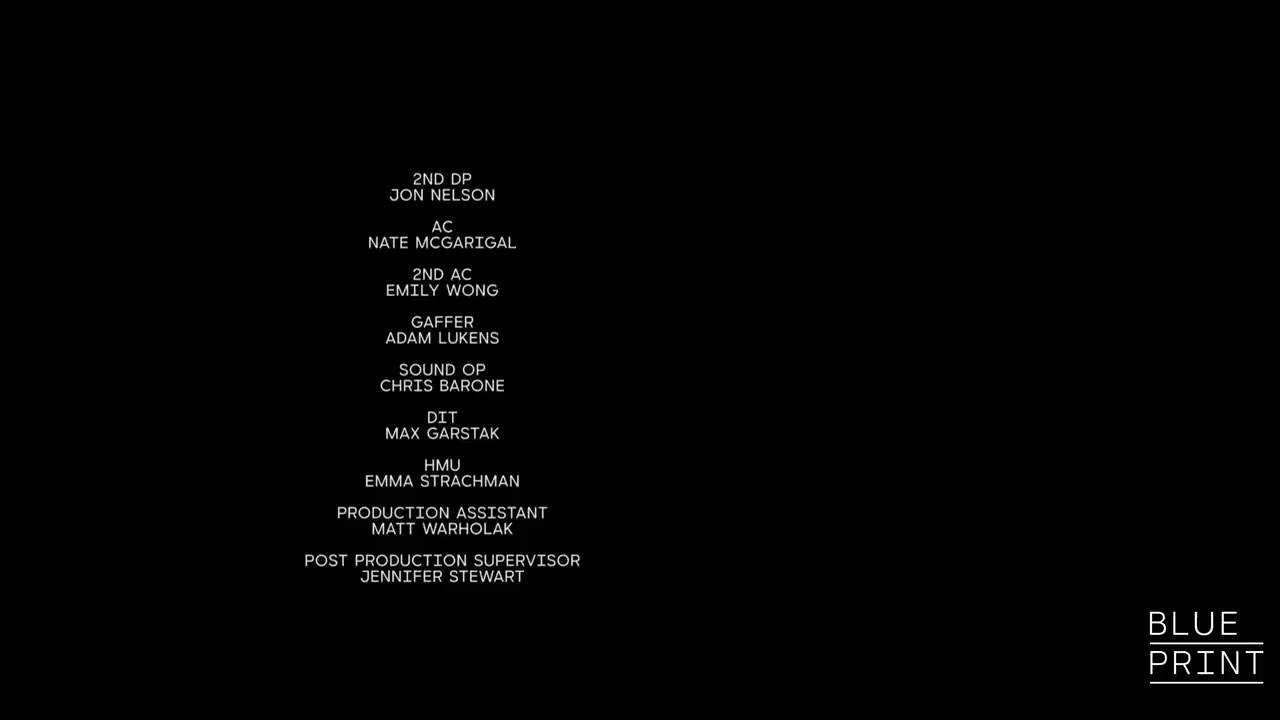 2ND DP
JON NELSON
AC
NATE MCGARIGAL
2ND AC
EMILY WONG
GAFFER
ADAM LUKENS
SOUND OP
CHRIS BARONE
DIT
MAX GARSTAK
HMU
EMMA STRACHMAN
PRODUCTION ASSISTANT
MATT WARHOLAK
POST PRODUCTION SUPERVISOR
JENNIFER STEWART
BLUE
PRINT